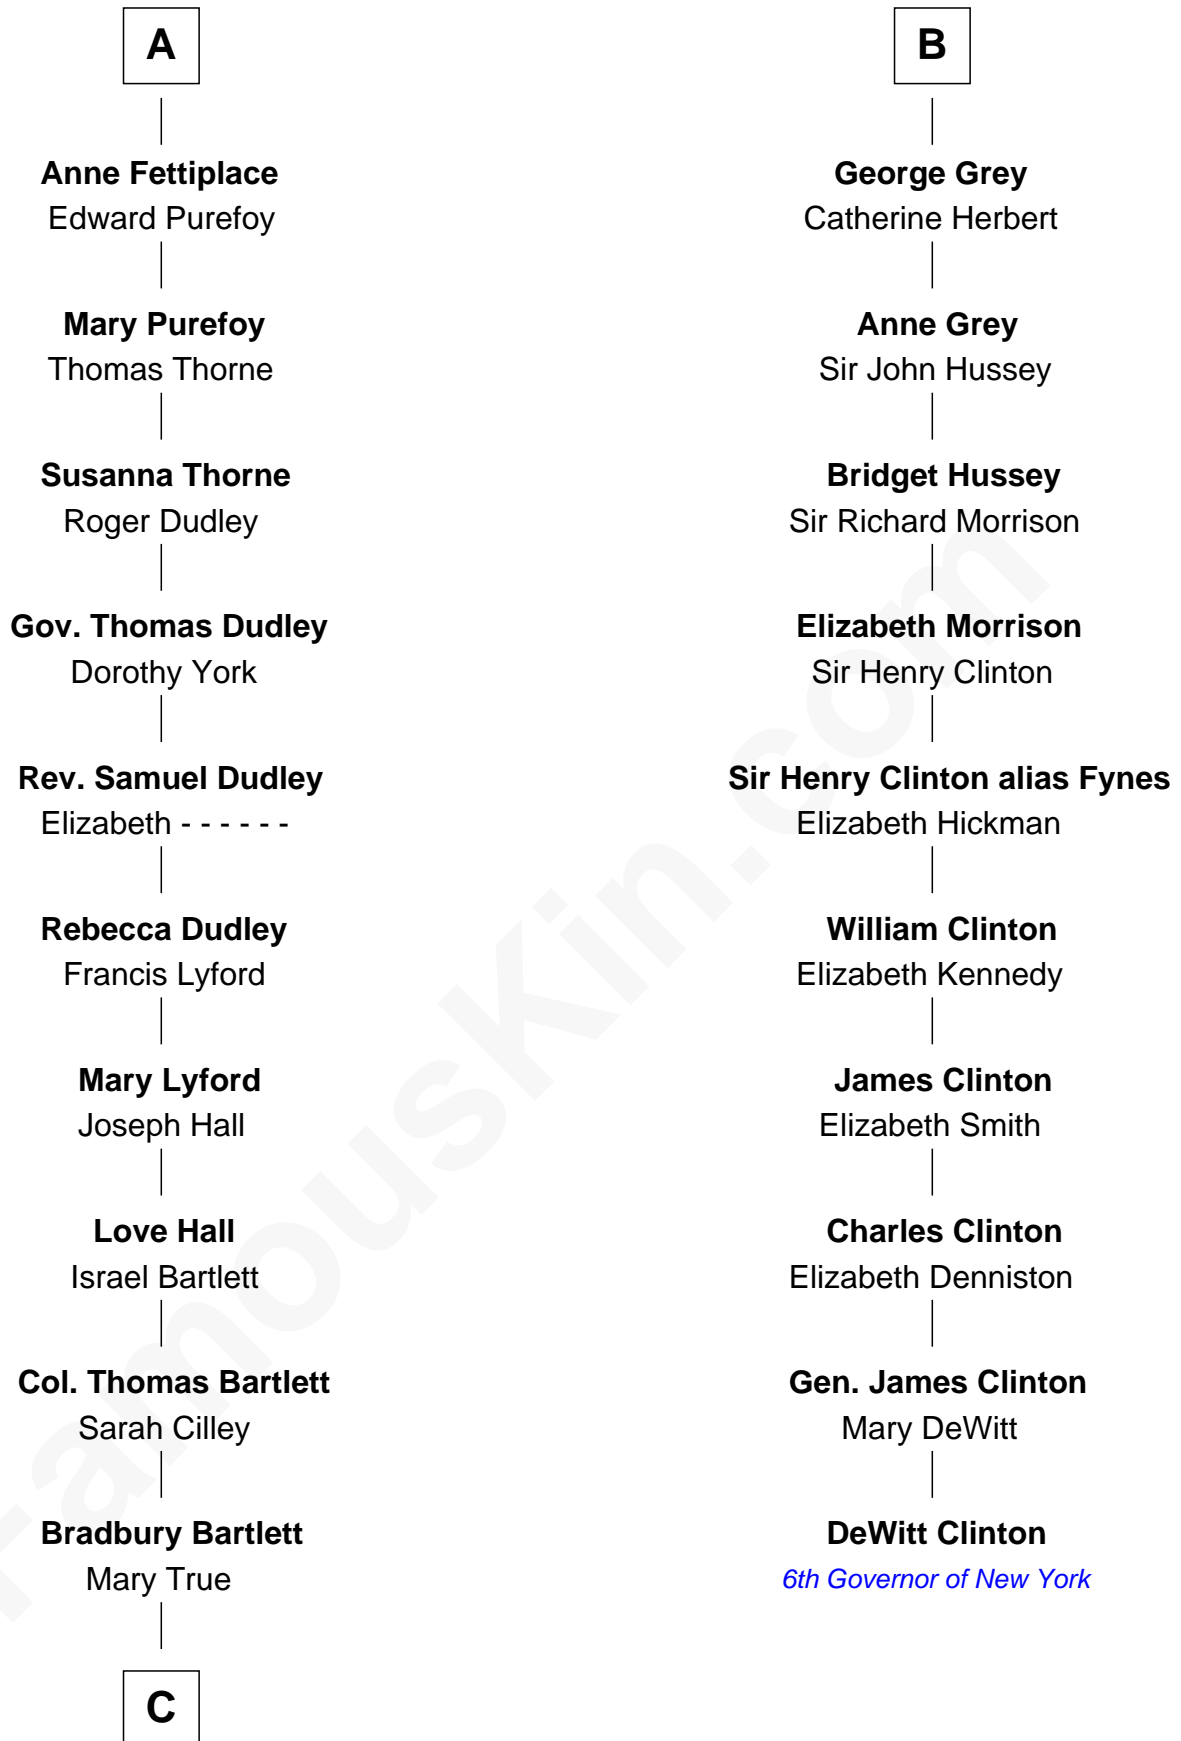 A
Anne Fettiplace
Edward Purefoy
Mary Purefoy
Thomas Thorne
Susanna Thorne
Roger Dudley
Gov. Thomas Dudley
Dorothy York
Rev. Samuel Dudley
Elizabeth - - - - - -
Rebecca Dudley
Francis Lyford
Mary Lyford
Joseph Hall
Love Hall
Israel Bartlett
Col. Thomas Bartlett
Sarah Cilley
Bradbury Bartlett
Mary True
C
B
George Grey
Catherine Herbert
Anne Grey
Sir John Hussey
Bridget Hussey
Sir Richard Morrison
Elizabeth Morrison
Sir Henry Clinton
Sir Henry Clinton alias Fynes
Elizabeth Hickman
William Clinton
Elizabeth Kennedy
James Clinton
Elizabeth Smith
Charles Clinton
Elizabeth Denniston
Gen. James Clinton
Mary DeWitt
DeWitt Clinton
6th Governor of New York
FamousKin.com